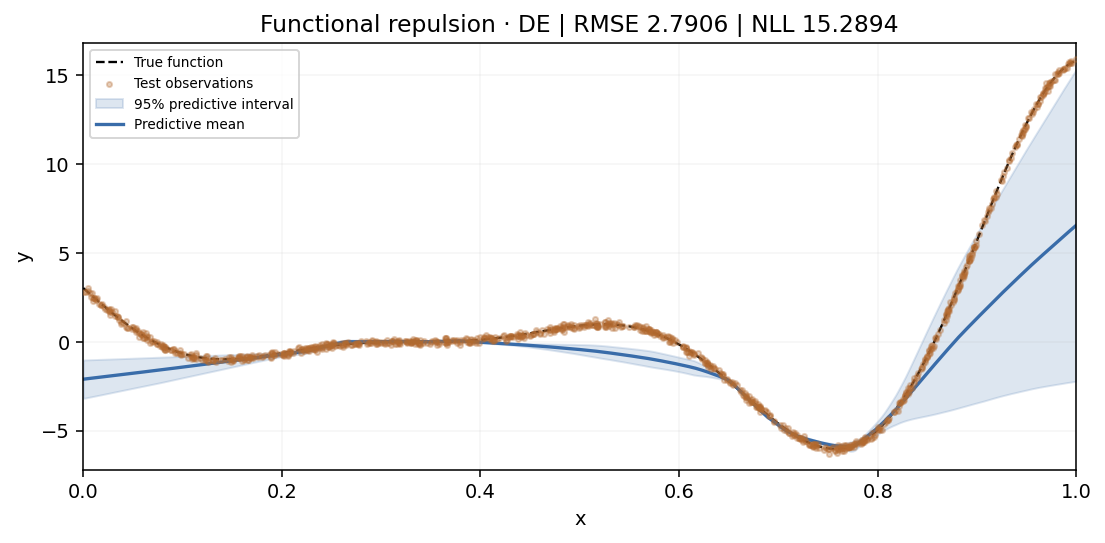 Functional repulsion · DE | RMSE 2.7906 | NLL 15.2894
True function
Test observations
95% predictive interval
Predictive mean
15
10
5
0
−5
y
0.0 0.2 0.4 0.6 0.8 1.0
x